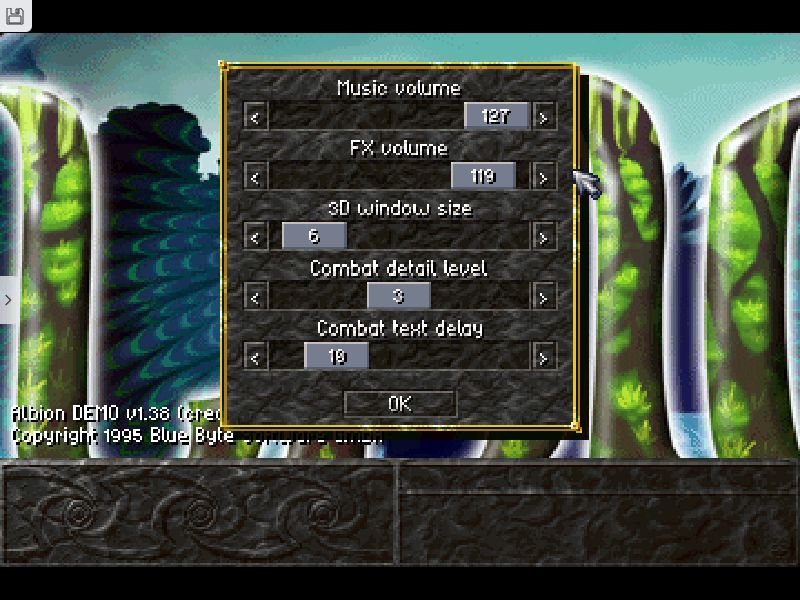 Music volume
< 127 >
FX volume
< 119 >
3D window size
< 6 >
Combat detail level
< 3 >
Combat text delay
< 10 >
OK
Albion DEMO v1.38 (crea
Copyright 1995 Blue Byte